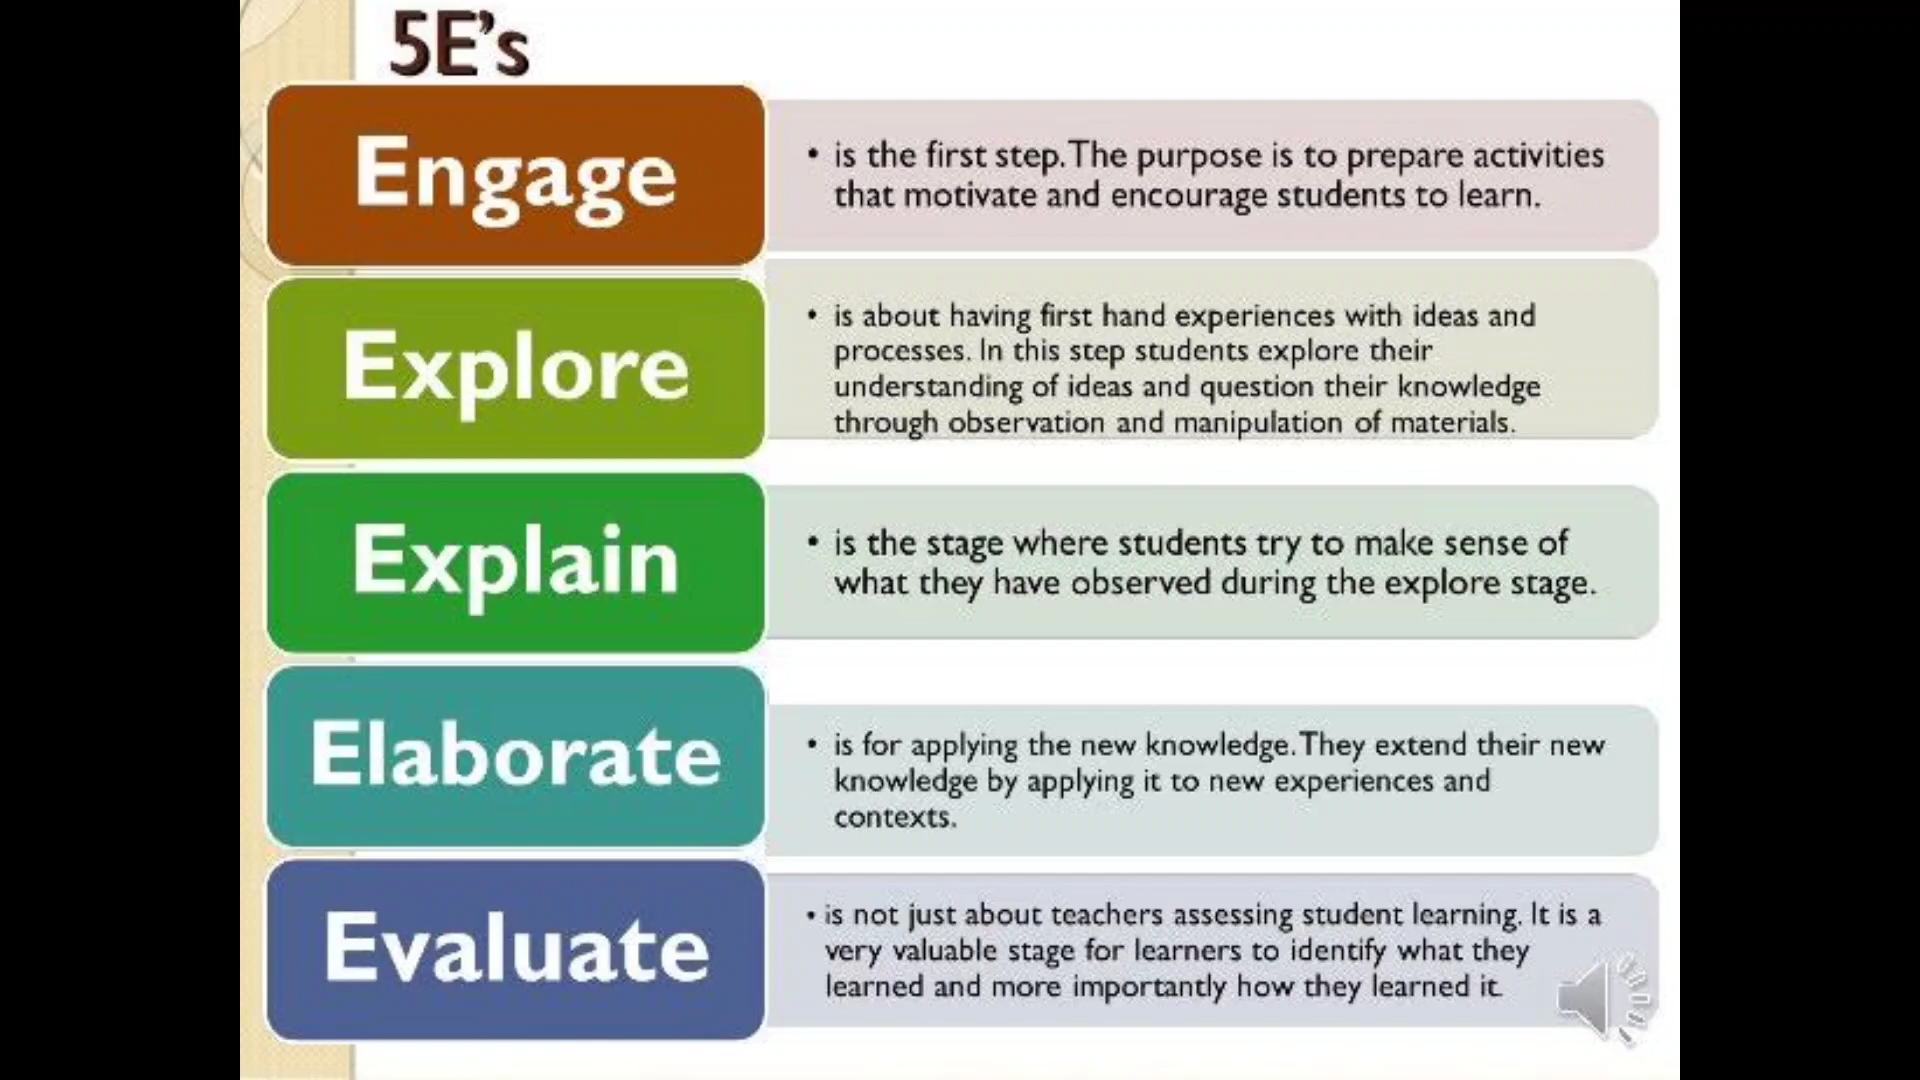 5E's
Engage
• is the first step. The purpose is to prepare activities
that motivate and encourage students to learn.
Explore
• is about having first hand experiences with ideas and
processes. In this step students explore their
understanding of ideas and question their knowledge
through observation and manipulation of materials.
Explain
• is the stage where students try to make sense of
what they have observed during the explore stage.
Elaborate
• is for applying the new knowledge. They extend their new
knowledge by applying it to new experiences and
contexts.
Evaluate
• is not just about teachers assessing student learning. It is a
very valuable stage for learners to identify what they
learned and more importantly how they learned it.